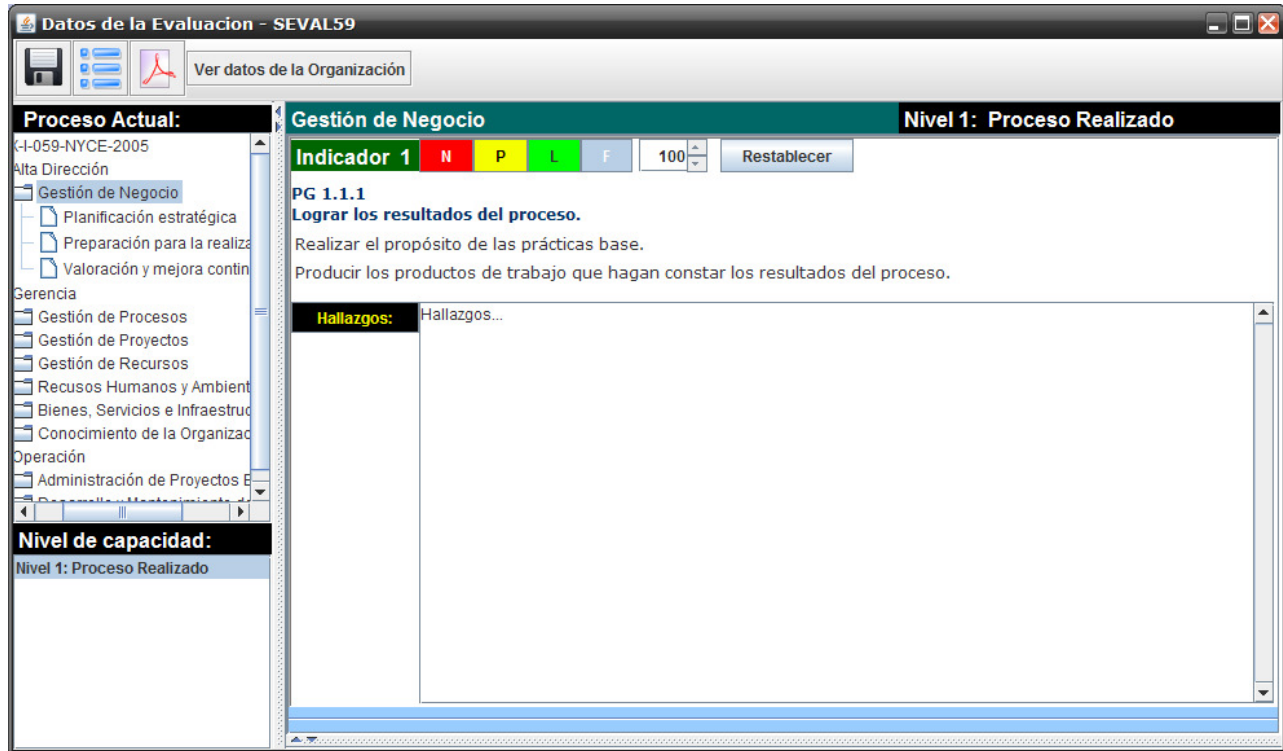 Datos de la Evaluacion - SEVAL59
Ver datos de la Organización
Proceso Actual:
-I-059-NYCE-2005
Alta Dirección
Gestión de Negocio
Planificación estratégica
Preparación para la realiza
Valoración y mejora contin
Gerencia
Gestión de Procesos
Gestión de Proyectos
Gestión de Recursos
Recusos Humanos y Ambient
Bienes, Servicios e Infraestruc
Conocimiento de la Organizac
Operación
Administración de Proyectos E
Nivel de capacidad:
Nivel 1: Proceso Realizado
Gestión de Negocio Nivel 1: Proceso Realizado
Indicador 1 N P L F 100 Restablecer
PG 1.1.1
Lograr los resultados del proceso.
Realizar el propósito de las prácticas base.
Producir los productos de trabajo que hagan constar los resultados del proceso.
Hallazgos: Hallazgos...